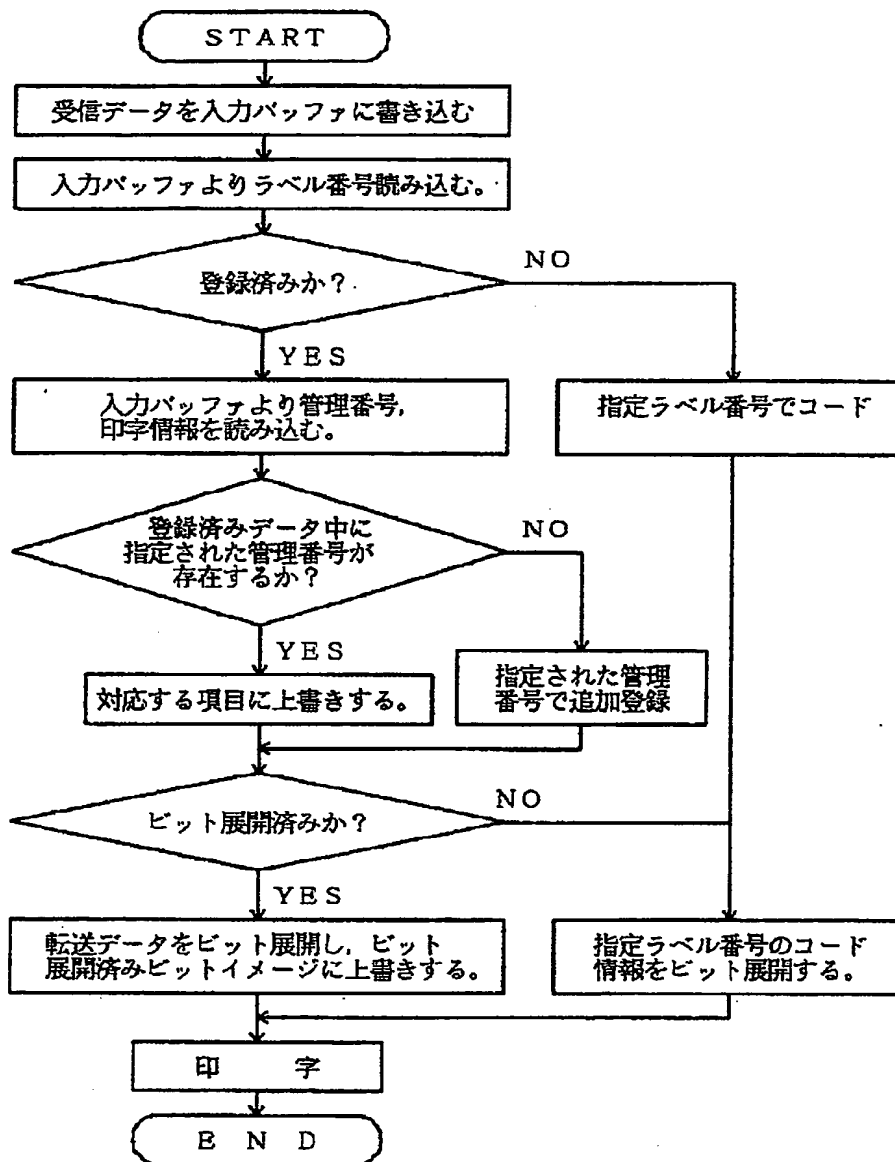 START
受信データを入力バッファに書き込む
入力バッファよりラベル番号読み込む。
登録済みか?
NO
YES
入力バッファより管理番号,
印字情報を読み込む。
指定ラベル番号でコード
登録済みデータ中に
指定された管理番号が
存在するか?
NO
YES
対応する項目に上書きする。
指定された管理
番号で追加登録
ビット展開済みか?
NO
YES
転送データをビット展開し,ビット
展開済みビットイメージに上書きする。
指定ラベル番号のコード
情報をビット展開する。
印 字
E N D